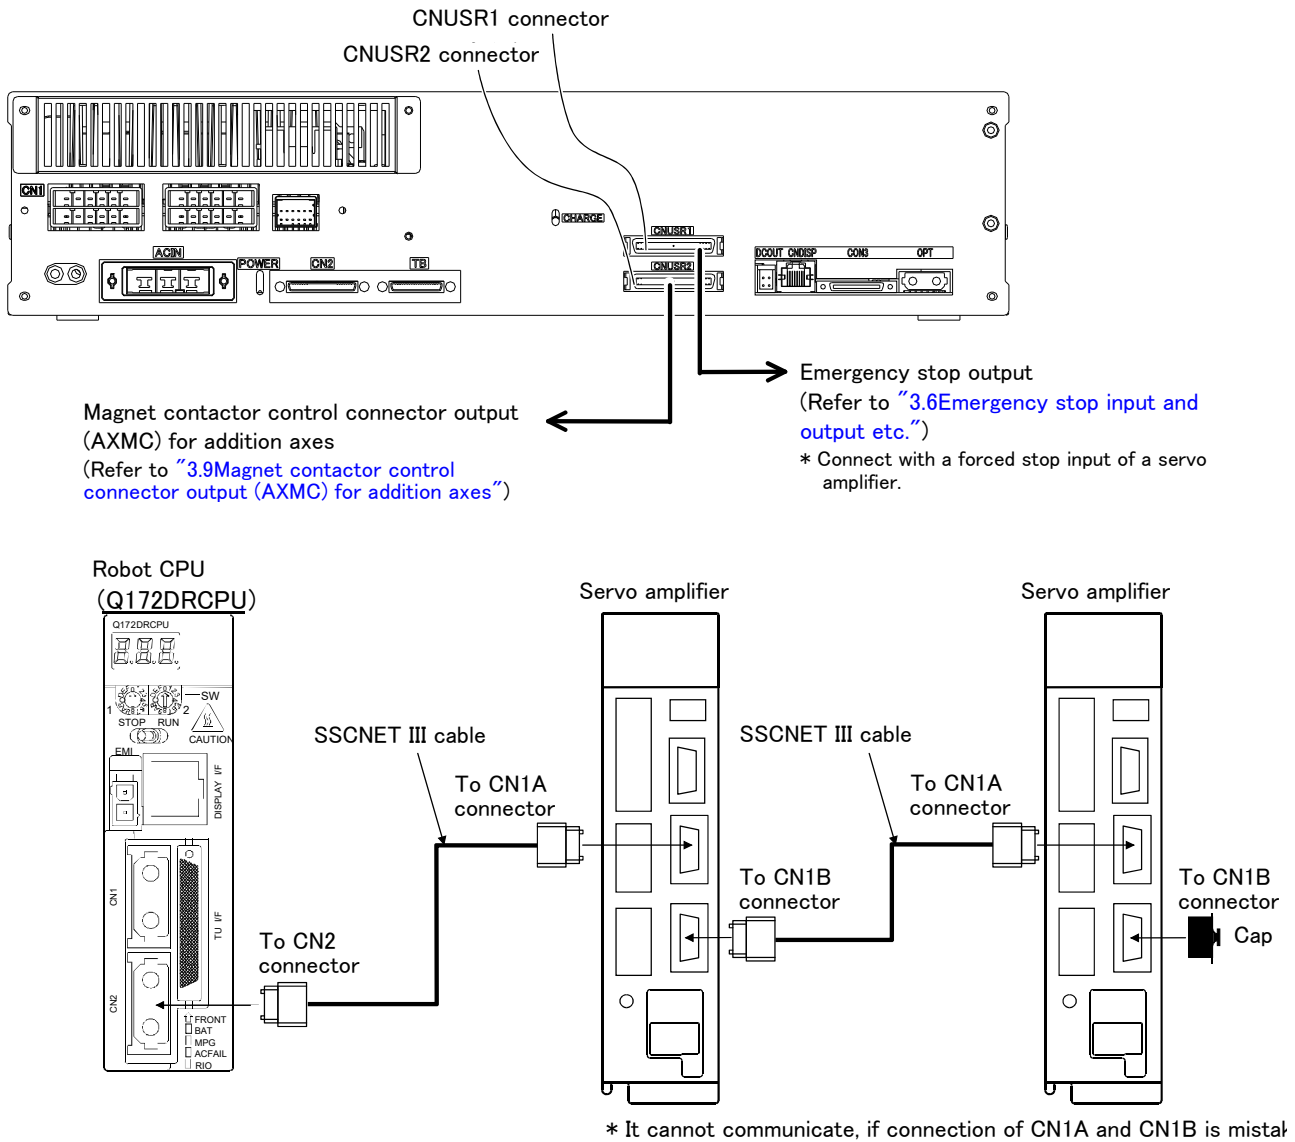 CNUSR1 connector
CNUSR2 connector
CN1
CHARGE
CNUSR1
CNUSR2
ACIN
POWER
CN2
TB
DCOUT CNDISP CON3 OPT
Emergency stop output
(Refer to "3.6Emergency stop input and
output etc.")
* Connect with a forced stop input of a servo
amplifier.
Magnet contactor control connector output
(AXMC) for addition axes
(Refer to "3.9Magnet contactor control
connector output (AXMC) for addition axes")
Robot CPU
(Q172DRCPU)
Q172DRCPU
SW
1
2
STOP RUN
CAUTION
EMI
DISPLAY I/F
CN1
TU I/F
CN2
FRONT
BAT
MPG
ACFAIL
RIO
To CN2
connector
SSCNET III cable
To CN1A
connector
Servo amplifier
To CN1B
connector
SSCNET III cable
To CN1A
connector
Servo amplifier
To CN1B
connector
Cap
* It cannot communicate, if connection of CN1A and CN1B is